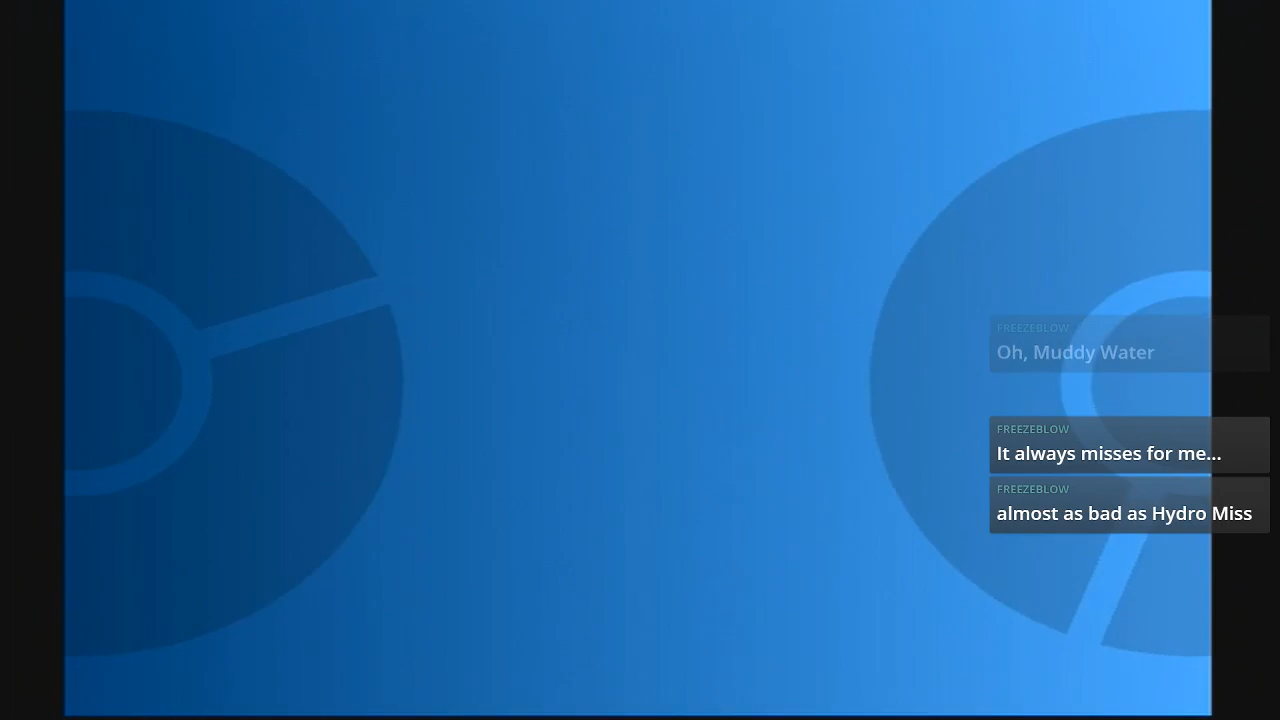 FREEZEBLOW
Oh, Muddy Water
FREEZEBLOW
It always misses for me...
FREEZEBLOW
almost as bad as Hydro Miss